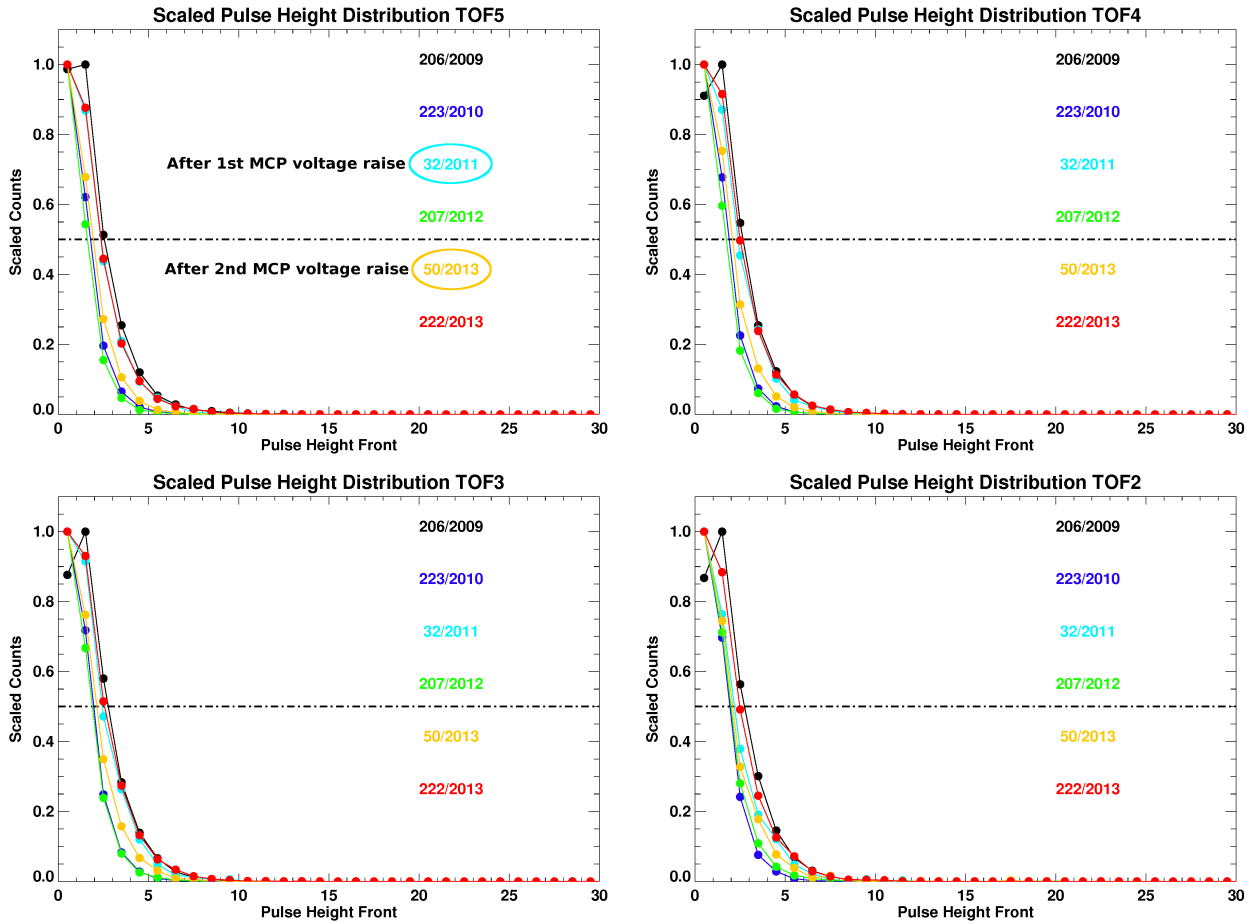 Scaled Pulse Height Distribution TOF5
Scaled Counts
1.0
0.8
0.6
0.4
0.2
0.0
206/2009
223/2010
After 1st MCP voltage raise 32/2011
207/2012
After 2nd MCP voltage raise 50/2013
222/2013
0 5 10 15 20 25 30
Pulse Height Front
Scaled Pulse Height Distribution TOF4
Scaled Counts
1.0
0.8
0.6
0.4
0.2
0.0
206/2009
223/2010
32/2011
207/2012
50/2013
222/2013
0 5 10 15 20 25 30
Pulse Height Front
Scaled Pulse Height Distribution TOF3
Scaled Counts
1.0
0.8
0.6
0.4
0.2
0.0
206/2009
223/2010
32/2011
207/2012
50/2013
222/2013
0 5 10 15 20 25 30
Pulse Height Front
Scaled Pulse Height Distribution TOF2
Scaled Counts
1.0
0.8
0.6
0.4
0.2
0.0
206/2009
223/2010
32/2011
207/2012
50/2013
222/2013
0 5 10 15 20 25 30
Pulse Height Front